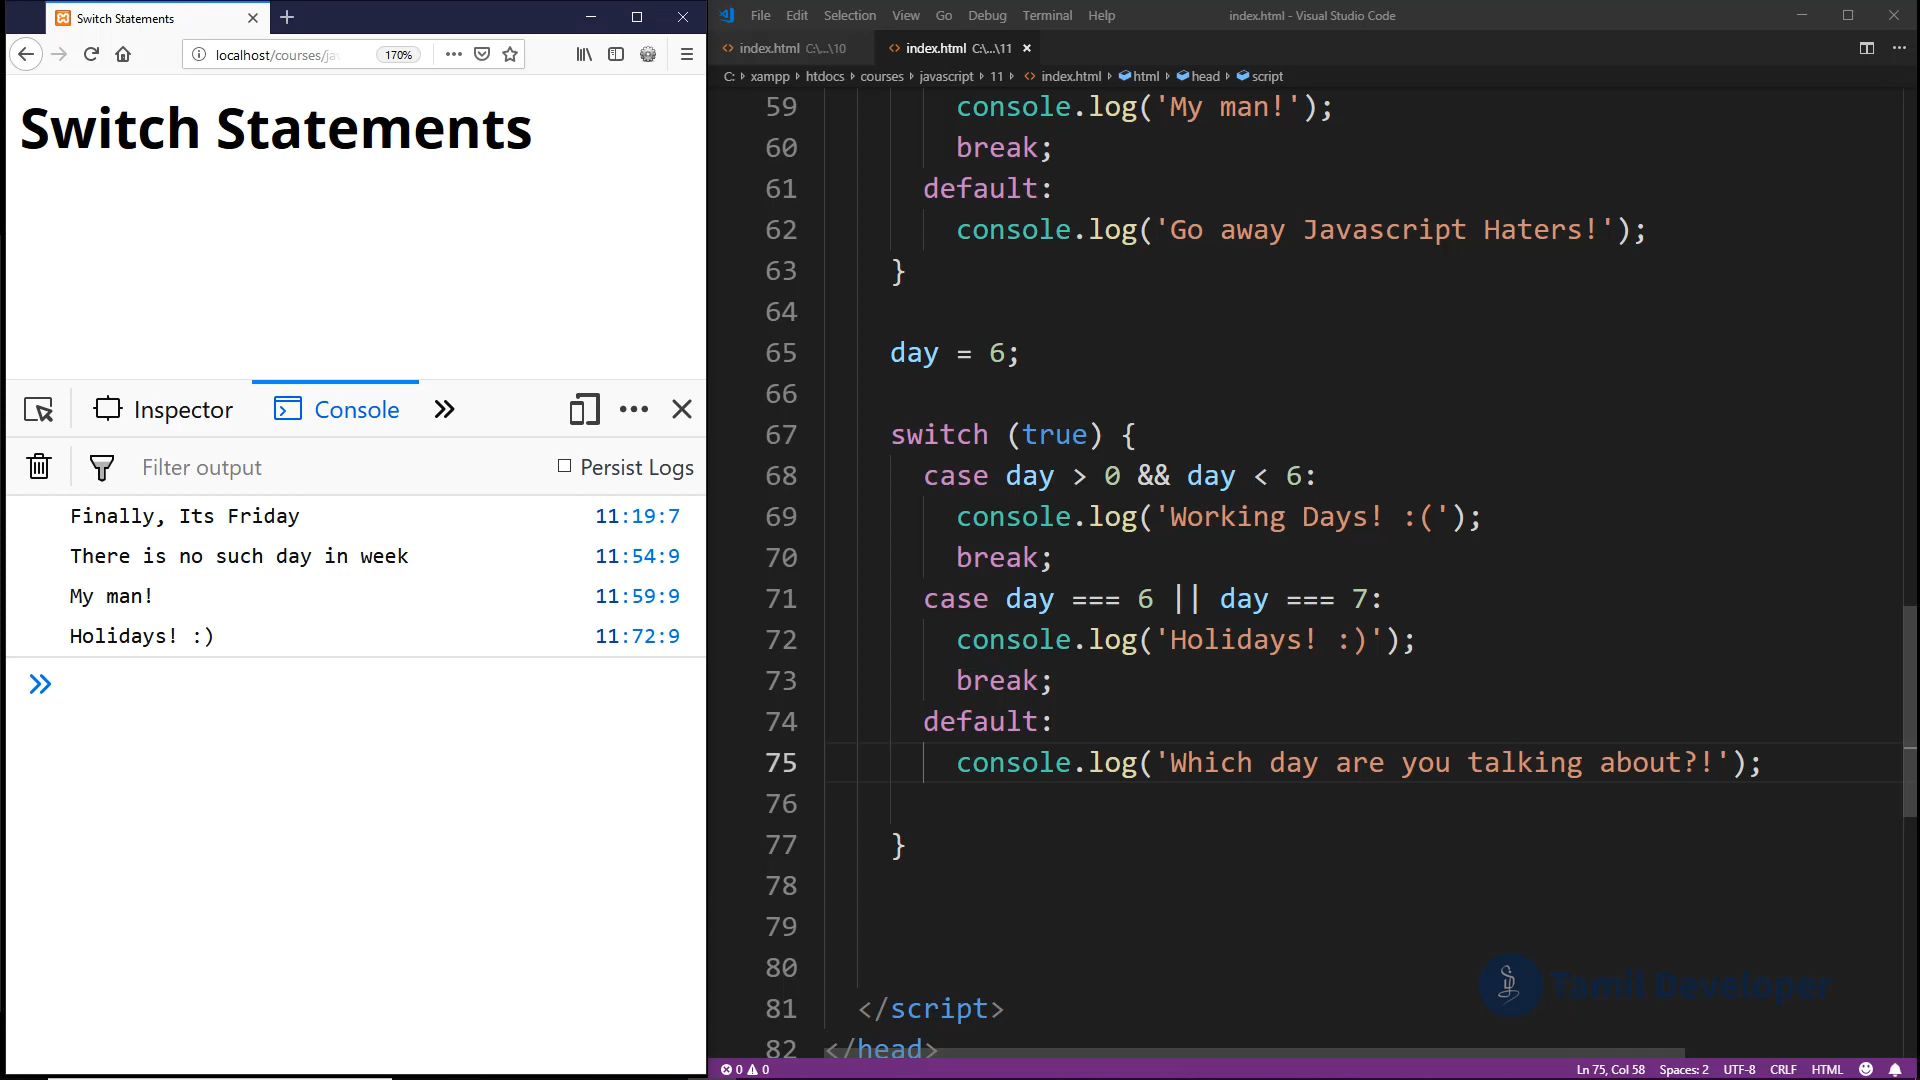 Switch Statements
localhost/courses/ja
170%
Switch Statements
Inspector
Console
Filter output
Persist Logs
Finally, Its Friday 11:19:7
There is no such day in week 11:54:9
My man! 11:59:9
Holidays! :) 11:72:9
File Edit Selection View Go Debug Terminal Help
index.html - Visual Studio Code
index.html C:\...\10
index.html C:\...\11
C: › xampp › htdocs › courses › javascript › 11 › index.html › html › head › script
59 console.log('My man!');
60 break;
61 default:
62 console.log('Go away Javascript Haters!');
63 }
64
65 day = 6;
66
67 switch (true) {
68 case day > 0 && day < 6:
69 console.log('Working Days! :(');
70 break;
71 case day === 6 || day === 7:
72 console.log('Holidays! :)');
73 break;
74 default:
75 console.log('Which day are you talking about?!');
76
77 }
78
79
80
81 </script>
82 </head>
Tamil Developer
0 0
Ln 75, Col 58 Spaces: 2 UTF-8 CRLF HTML